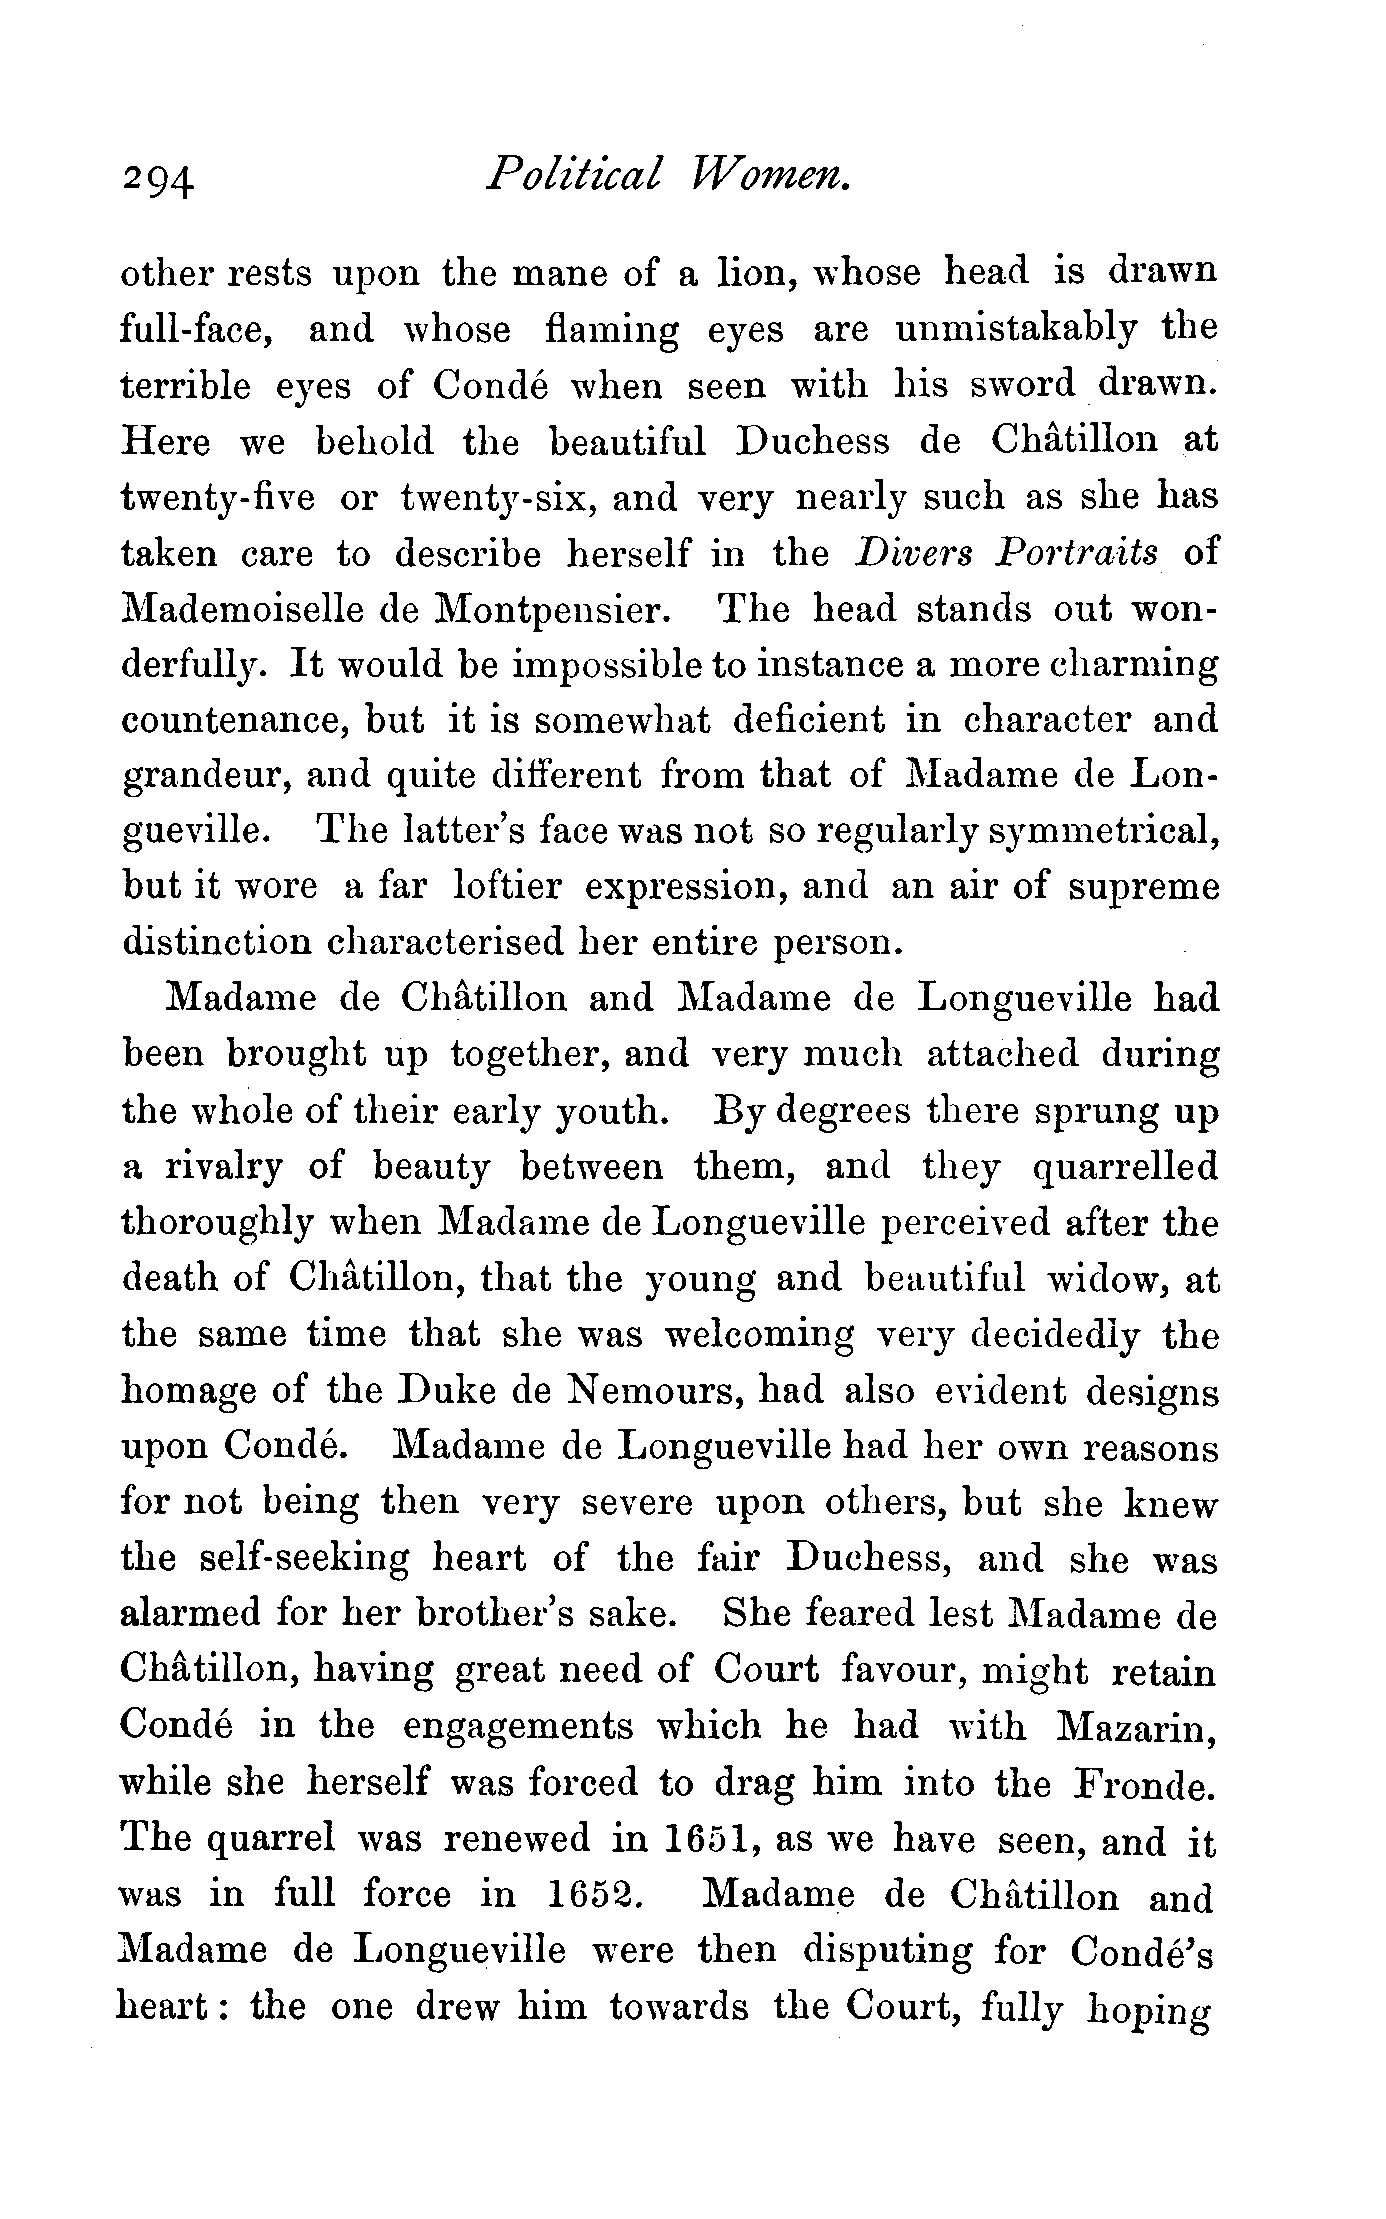 294 Political Women.
other rests upon the mane of a lion, whose head is drawn
full-face, and whose flaming eyes are unmistakably the
terrible eyes of Condé when seen with his sword drawn.
Here we behold the beautiful Duchess de Châtillon at
twenty-five or twenty-six, and very nearly such as she has
taken care to describe herself in the Divers Portraits of
Mademoiselle de Montpensier. The head stands out won-
derfully. It would be impossible to instance a more charming
countenance, but it is somewhat deficient in character and
grandeur, and quite different from that of Madame de Lon-
gueville. The latter's face was not so regularly symmetrical,
but it wore a far loftier expression, and an air of supreme
distinction characterised her entire person.
Madame de Châtillon and Madame de Longueville had
been brought up together, and very much attached during
the whole of their early youth. By degrees there sprung up
a rivalry of beauty between them, and they quarrelled
thoroughly when Madame de Longueville perceived after the
death of Châtillon, that the young and beautiful widow, at
the same time that she was welcoming very decidedly the
homage of the Duke de Nemours, had also evident designs
upon Condé. Madame de Longueville had her own reasons
for not being then very severe upon others, but she knew
the self-seeking heart of the fair Duchess, and she was
alarmed for her brother's sake. She feared lest Madame de
Châtillon, having great need of Court favour, might retain
Condé in the engagements which he had with Mazarin,
while she herself was forced to drag him into the Fronde.
The quarrel was renewed in 1651, as we have seen, and it
was in full force in 1652. Madame de Châtillon and
Madame de Longueville were then disputing for Condé's
heart: the one drew him towards the Court, fully hoping